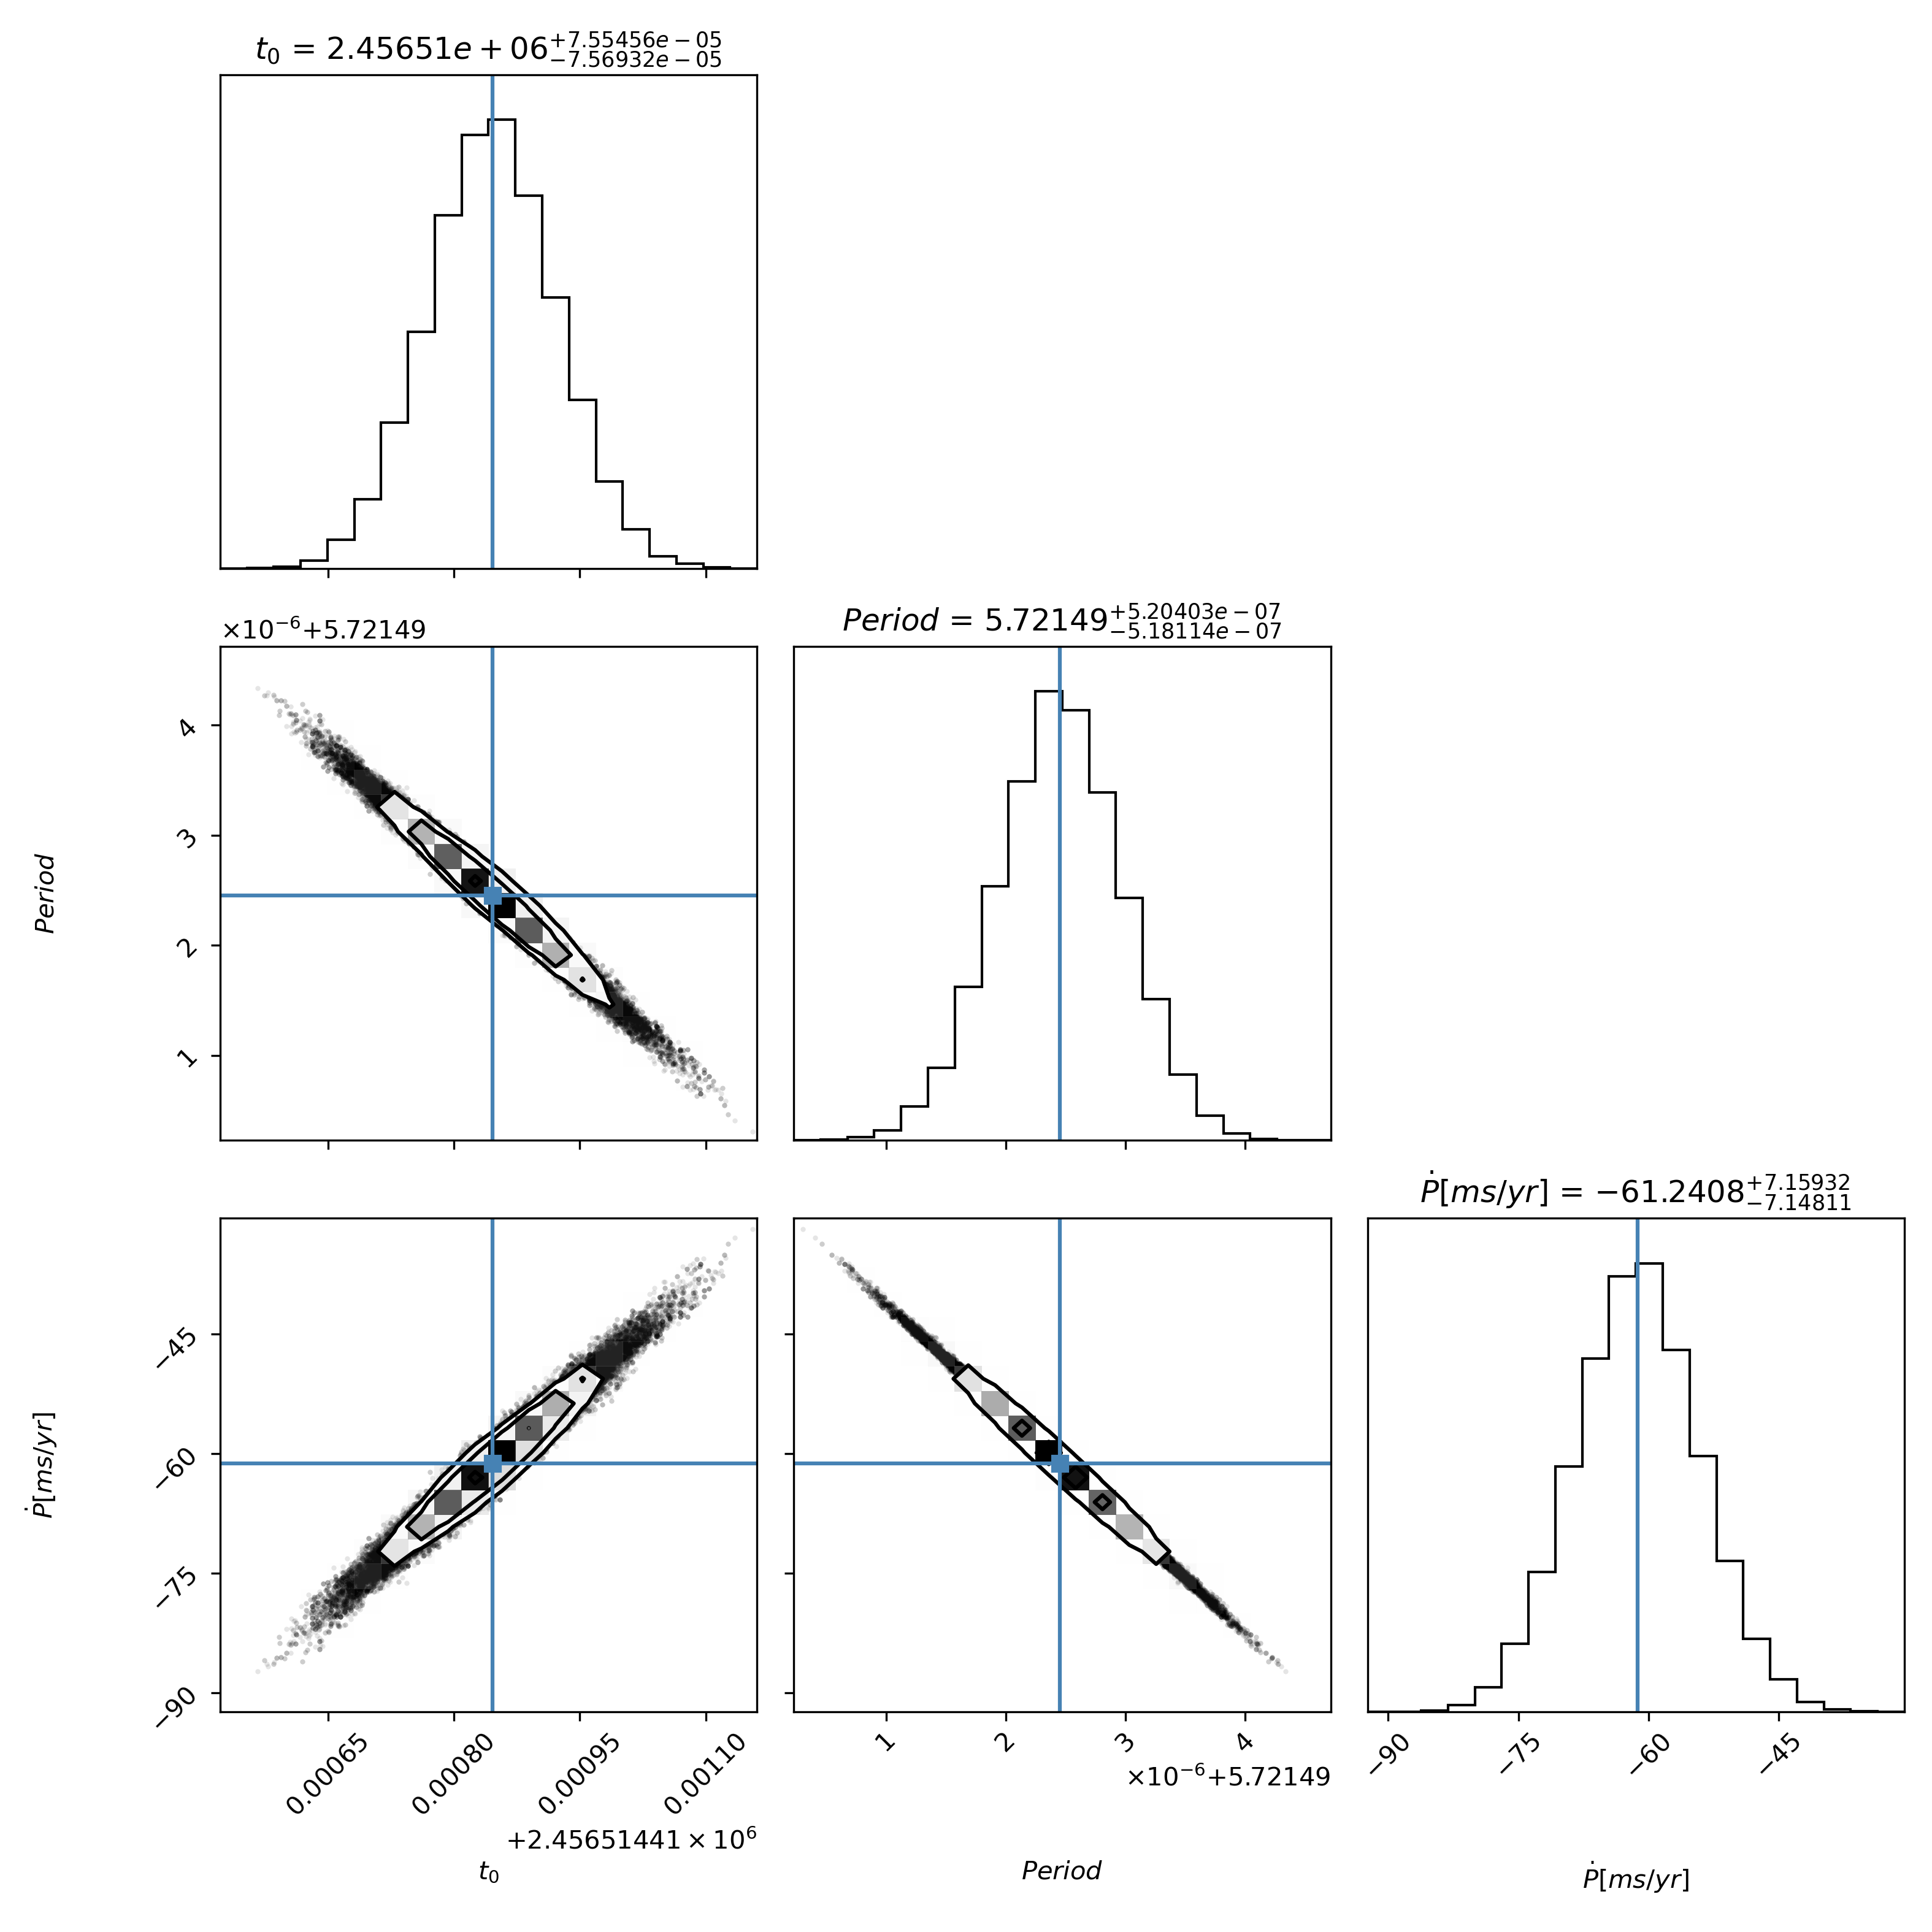 t₀ = 2.45651e + 06 +7.55456e − 05 −7.56932e − 05
×10⁻⁶+5.72149
Period = 5.72149 +5.20403e − 07 −5.18114e − 07
4
3
2
1
Period
Ṗ[ms/yr] = −61.2408 +7.15932 −7.14811
−45
−60
−75
−90
Ṗ[ms/yr]
0.00065 0.00080 0.00095 0.00110
+2.45651441 × 10⁶
t₀
1 2 3 4
×10⁻⁶+5.72149
Period
−90 −75 −60 −45
Ṗ[ms/yr]